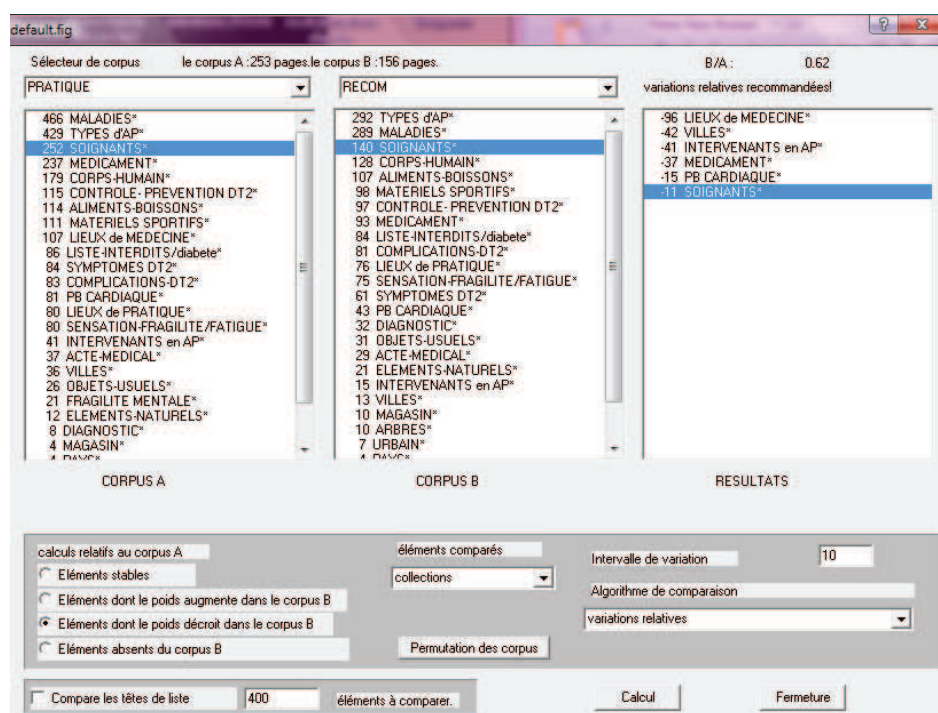 default.fig
Sélecteur de corpus le corpus A :253 pages.le corpus B :156 pages. B/A : 0.62
PRATIQUE
RECOM
variations relatives recommandées!
466 MALADIES*
429 TYPES d'AP*
252 SOIGNANTS*
237 MEDICAMENT*
179 CORPS-HUMAIN*
115 CONTROLE- PREVENTION DT2*
114 ALIMENTS-BOISSONS*
111 MATERIELS SPORTIFS*
107 LIEUX de MEDECINE*
86 LISTE-INTERDITS/diabete*
84 SYMPTOMES DT2*
83 COMPLICATIONS-DT2*
81 PB CARDIAQUE*
80 LIEUX de PRATIQUE*
80 SENSATION-FRAGILITE/FATIGUE*
41 INTERVENANTS en AP*
37 ACTE-MEDICAL*
36 VILLES*
26 OBJETS-USUELS*
21 FRAGILITE MENTALE*
12 ELEMENTS-NATURELS*
8 DIAGNOSTIC*
4 MAGASIN*
4 PAYS*
292 TYPES d'AP*
289 MALADIES*
140 SOIGNANTS*
128 CORPS-HUMAIN*
107 ALIMENTS-BOISSONS*
98 MATERIELS SPORTIFS*
97 CONTROLE- PREVENTION DT2*
93 MEDICAMENT*
84 LISTE-INTERDITS/diabete*
81 COMPLICATIONS-DT2*
76 LIEUX de PRATIQUE*
75 SENSATION-FRAGILITE/FATIGUE*
61 SYMPTOMES DT2*
43 PB CARDIAQUE*
32 DIAGNOSTIC*
31 OBJETS-USUELS*
29 ACTE-MEDICAL*
21 ELEMENTS-NATURELS*
15 INTERVENANTS en AP*
13 VILLES*
10 MAGASIN*
10 ARBRES*
7 URBAIN*
4 PAYS*
-96 LIEUX de MEDECINE*
-42 VILLES*
-41 INTERVENANTS en AP*
-37 MEDICAMENT*
-15 PB CARDIAQUE*
-11 SOIGNANTS*
CORPUS A
CORPUS B
RESULTATS
calculs relatifs au corpus A
Eléments stables
Eléments dont le poids augmente dans le corpus B
Eléments dont le poids décroit dans le corpus B
Eléments absents du corpus B
éléments comparés
collections
Permutation des corpus
Intervalle de variation 10
Algorithme de comparaison
variations relatives
Compare les têtes de liste 400 éléments à comparer.
Calcul
Fermeture